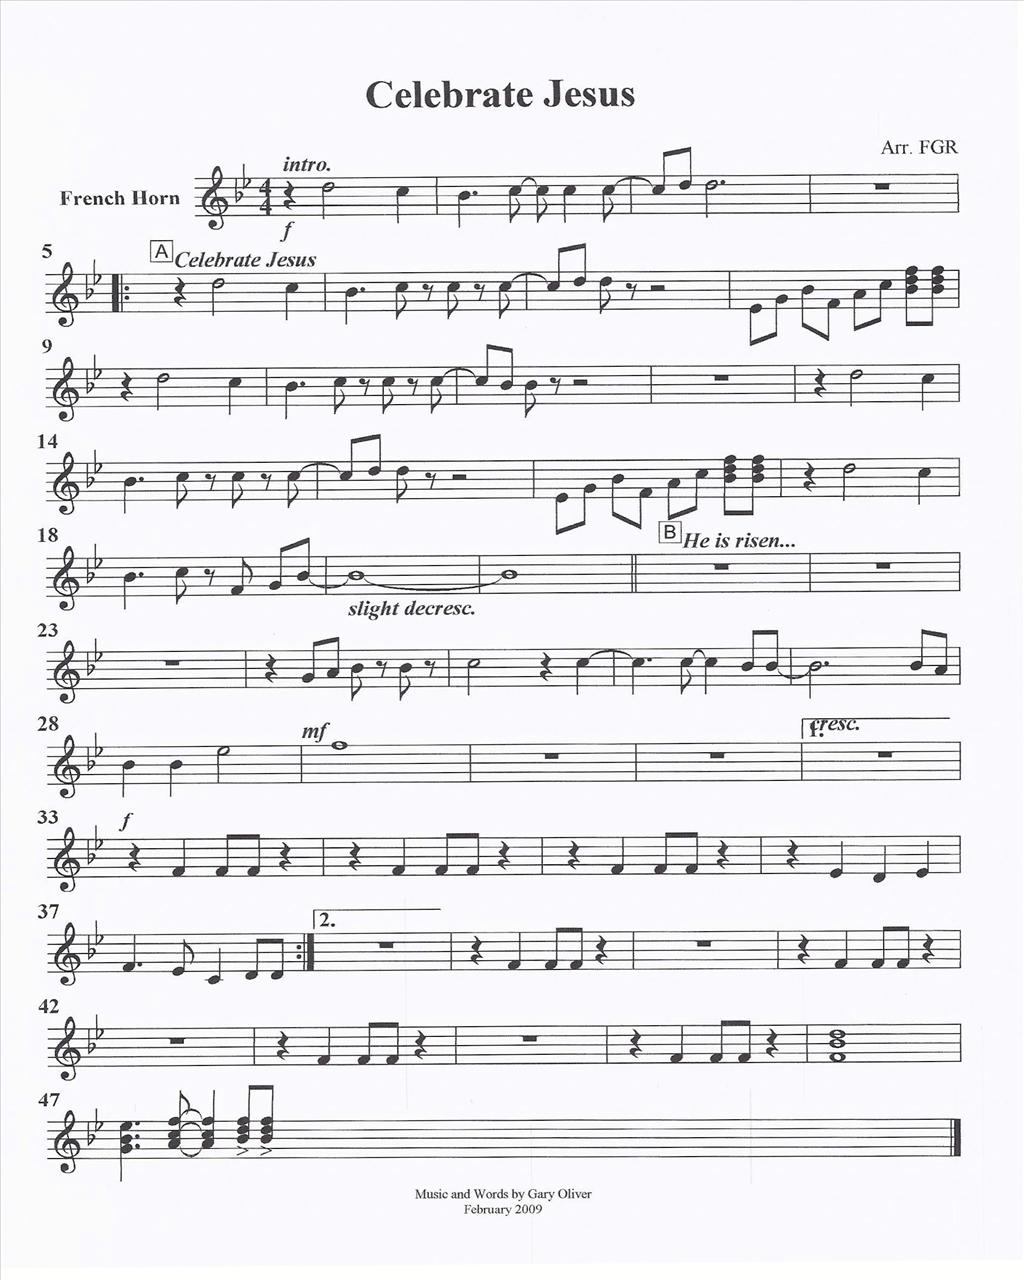 Celebrate Jesus
Arr. FGR
intro.
French Horn
4
4
f
5
A
Celebrate Jesus
9
14
18
B
He is risen...
slight decresc.
23
28
mf
1.
cresc.
33
f
37
2.
42
47
Music and Words by Gary Oliver
February 2009